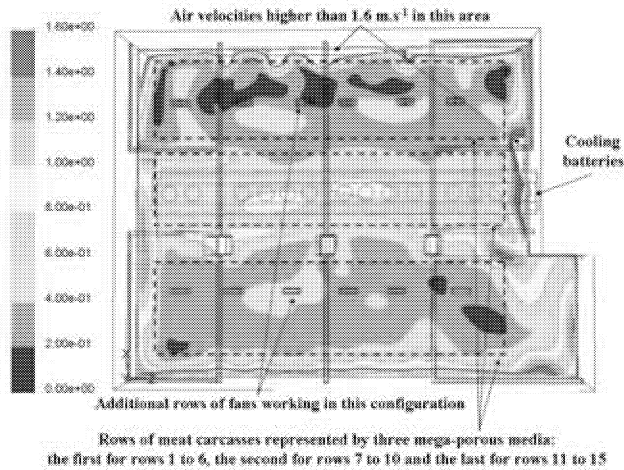 Air velocities higher than 1.6 m.s⁻¹ in this area
1.60e+00
1.40e+00
1.20e+00
1.00e+00
8.00e-01
6.00e-01
4.00e-01
2.00e-01
0.00e+00
Cooling
batteries
Additional rows of fans working in this configuration
Rows of meat carcasses represented by three mega-porous media:
the first for rows 1 to 6, the second for rows 7 to 10 and the last for rows 11 to 15